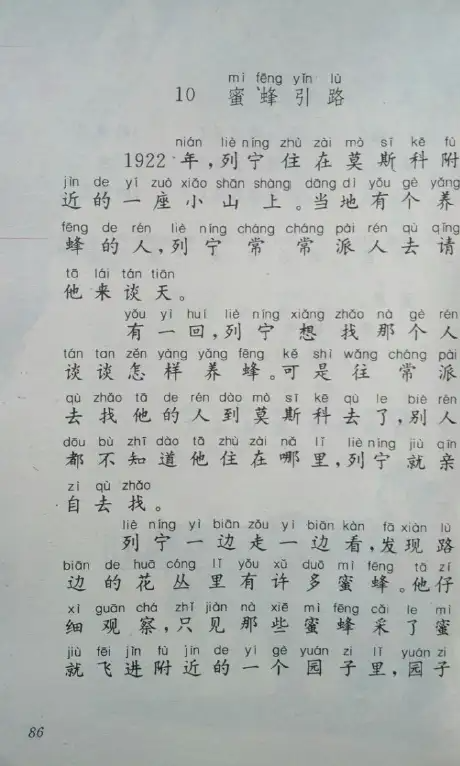 mì fēng yǐn lù
10 蜜蜂引路
nián liè níng zhù zài mò sī kē fù
1922年,列宁住在莫斯科附
jìn de yí zuò xiǎo shān shàng dāng dì yǒu gè yǎng
近的一座小山上。当地有个养
fēng de rén liè níng cháng cháng pài rén qù qǐng
蜂的人,列宁常常派人去请
tā lái tán tiān
他来谈天。
yǒu yì huí liè níng xiǎng zhǎo nà gè rén
有一回,列宁想找那个人
tán tan zěn yàng yǎng fēng kě shì wǎng cháng pài
谈谈怎样养蜂。可是往常派
qù zhǎo tā de rén dào mò sī kē qù le bié rén
去找他的人到莫斯科去了,别人
dōu bù zhī dào tā zhù zài nǎ lǐ liè níng jiù qīn
都不知道他住在哪里,列宁就亲
zì qù zhǎo
自去找。
liè níng yì biān zǒu yì biān kàn fā xiàn lù
列宁一边走一边看,发现路
biān de huā cóng lǐ yǒu xǔ duō mì fēng tā zǐ
边的花丛里有许多蜜蜂。他仔
xì guān chá zhǐ jiàn nà xiē mì fēng cǎi le mì
细观察,只见那些蜜蜂采了蜜
jiù fēi jìn fù jìn de yí gè yuán zi lǐ yuán zi
就飞进附近的一个园子里,园子
86